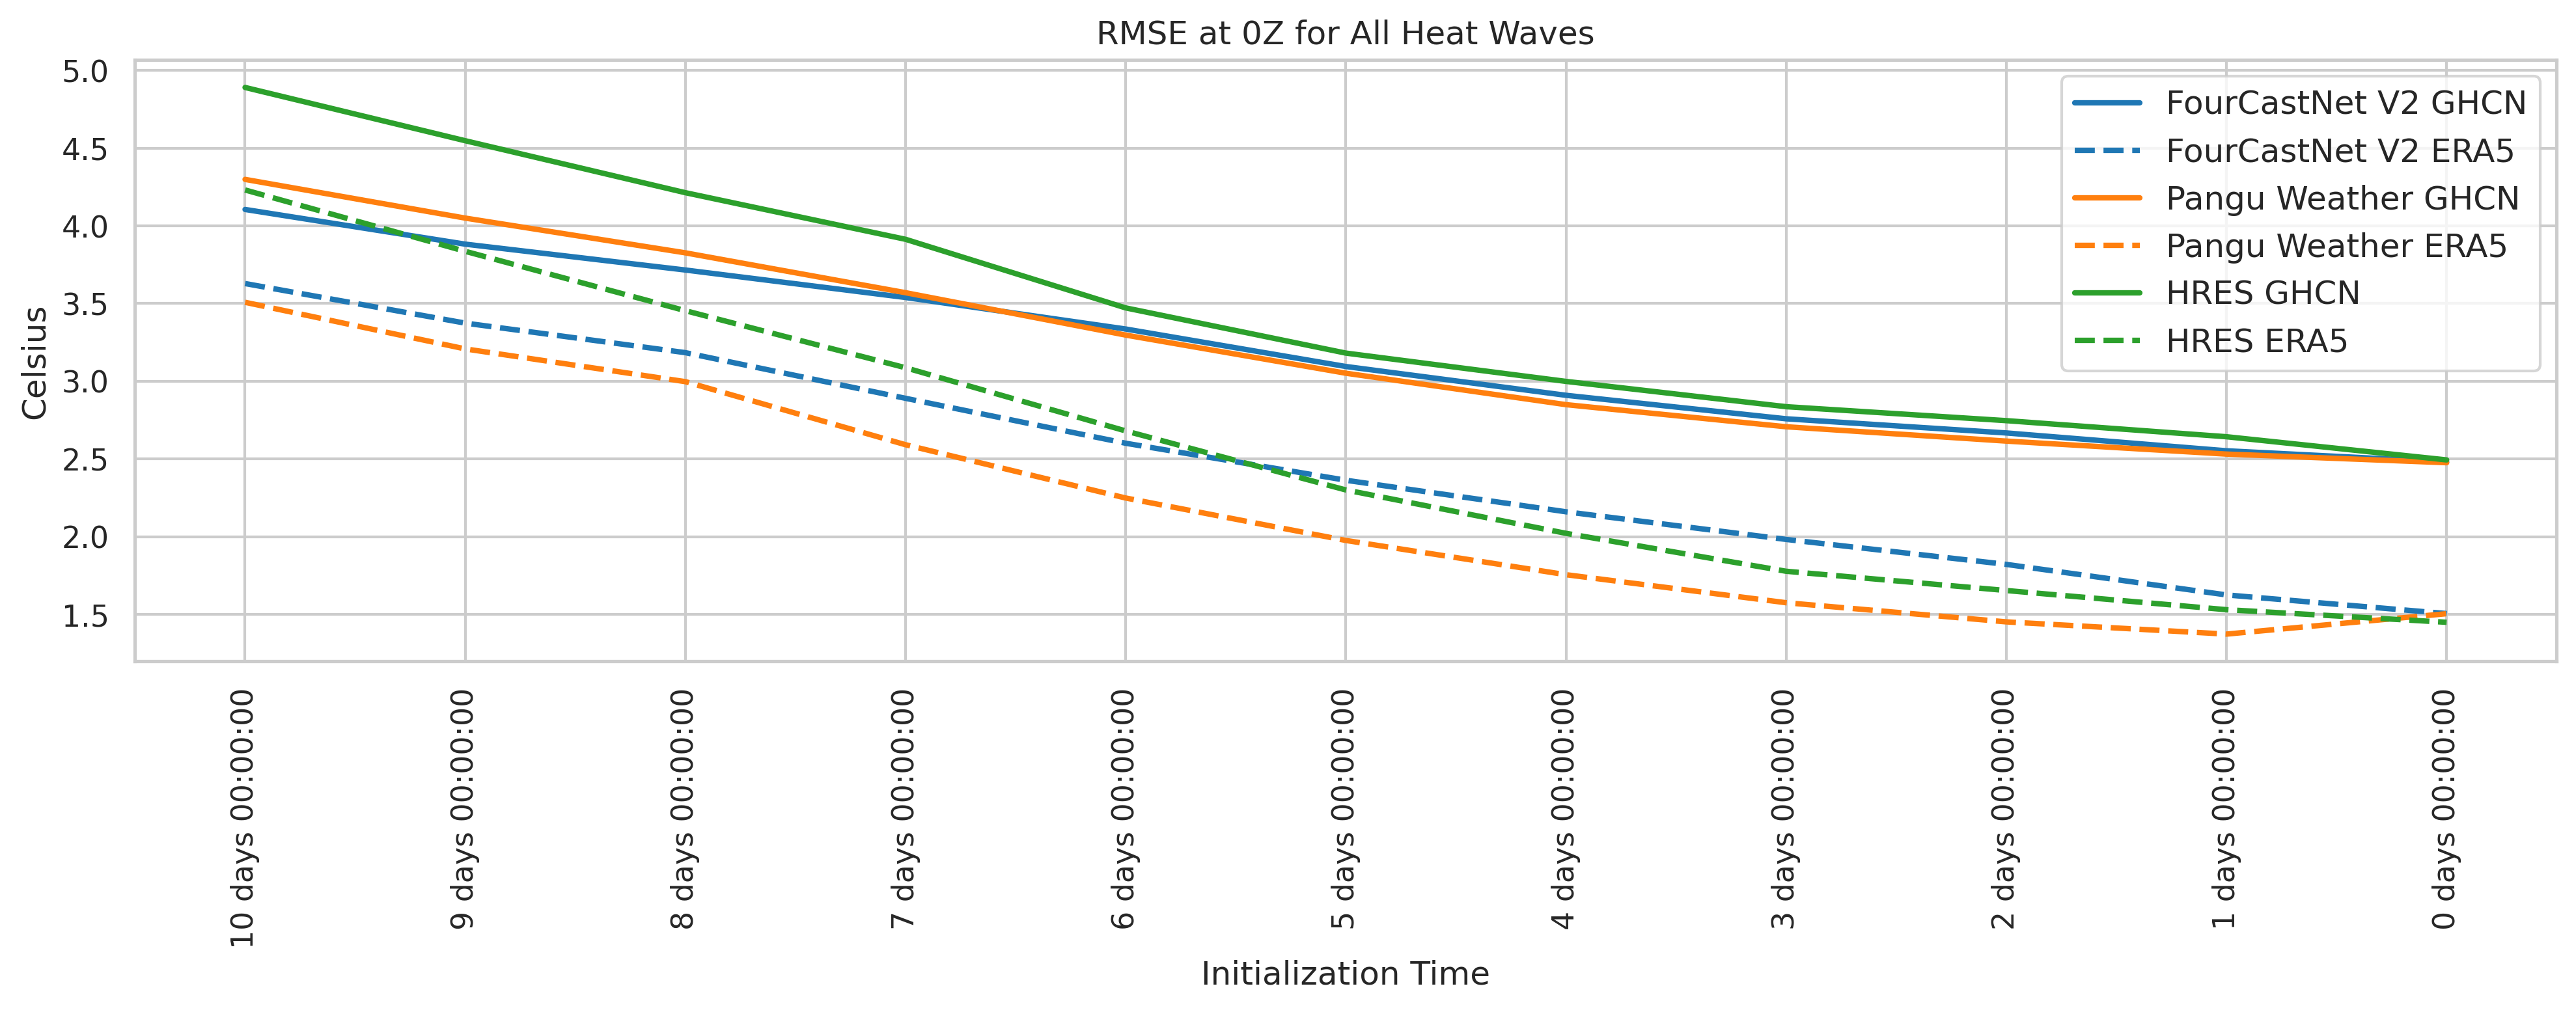 RMSE at 0Z for All Heat Waves
5.0
4.5
4.0
3.5
3.0
2.5
2.0
1.5
Celsius
FourCastNet V2 GHCN
FourCastNet V2 ERA5
Pangu Weather GHCN
Pangu Weather ERA5
HRES GHCN
HRES ERA5
10 days 00:00:00
9 days 00:00:00
8 days 00:00:00
7 days 00:00:00
6 days 00:00:00
5 days 00:00:00
4 days 00:00:00
3 days 00:00:00
2 days 00:00:00
1 days 00:00:00
0 days 00:00:00
Initialization Time